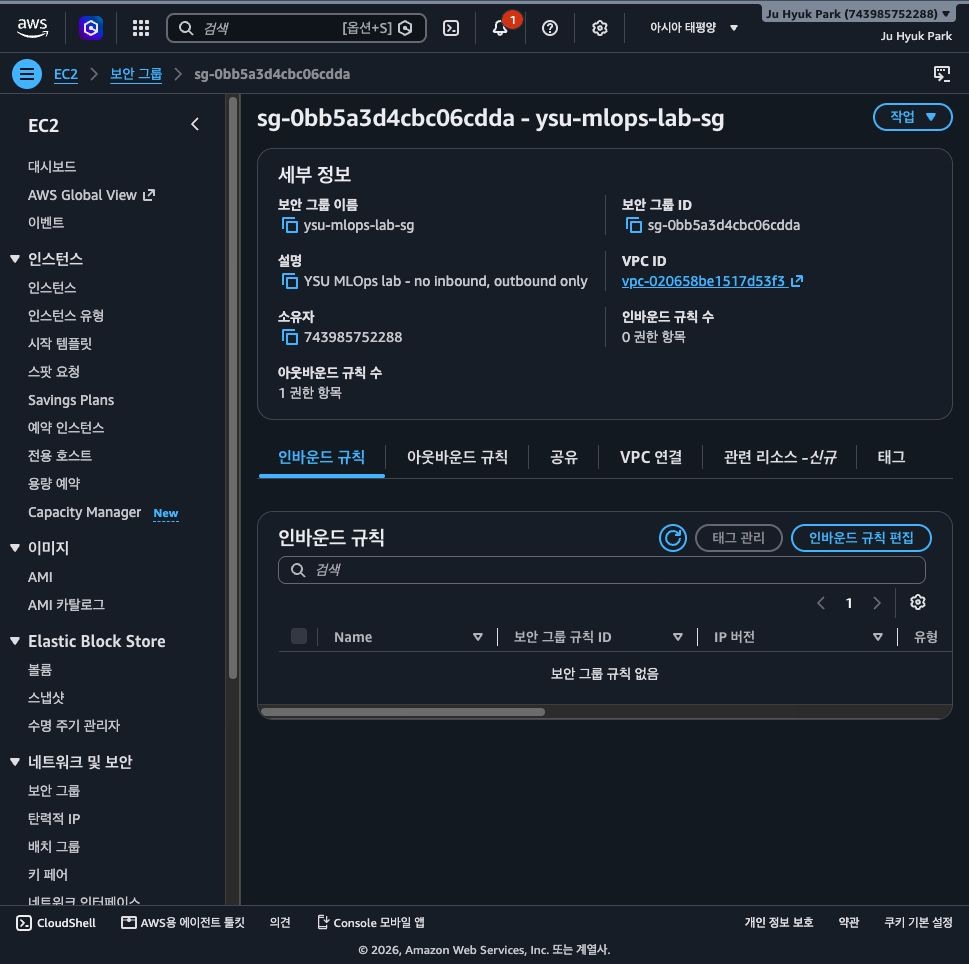 aws
검색
[옵션+S]
1
아시아 태평양
Ju Hyuk Park (743985752288)
Ju Hyuk Park
EC2
보안 그룹
sg-0bb5a3d4cbc06cdda
EC2
대시보드
AWS Global View
이벤트
인스턴스
인스턴스
인스턴스 유형
시작 템플릿
스팟 요청
Savings Plans
예약 인스턴스
전용 호스트
용량 예약
Capacity Manager New
이미지
AMI
AMI 카탈로그
Elastic Block Store
볼륨
스냅샷
수명 주기 관리자
네트워크 및 보안
보안 그룹
탄력적 IP
배치 그룹
키 페어
네트워크 인터페이스
sg-0bb5a3d4cbc06cdda - ysu-mlops-lab-sg
작업
세부 정보
보안 그룹 이름
ysu-mlops-lab-sg
보안 그룹 ID
sg-0bb5a3d4cbc06cdda
설명
YSU MLOps lab - no inbound, outbound only
VPC ID
vpc-020658be1517d53f3
소유자
743985752288
인바운드 규칙 수
0 권한 항목
아웃바운드 규칙 수
1 권한 항목
인바운드 규칙
아웃바운드 규칙
공유
VPC 연결
관련 리소스 -신규
태그
인바운드 규칙
태그 관리
인바운드 규칙 편집
검색
1
Name
보안 그룹 규칙 ID
IP 버전
유형
보안 그룹 규칙 없음
CloudShell
AWS용 에이전트 툴킷
의견
Console 모바일 앱
개인 정보 보호
약관
쿠키 기본 설정
© 2026, Amazon Web Services, Inc. 또는 계열사.